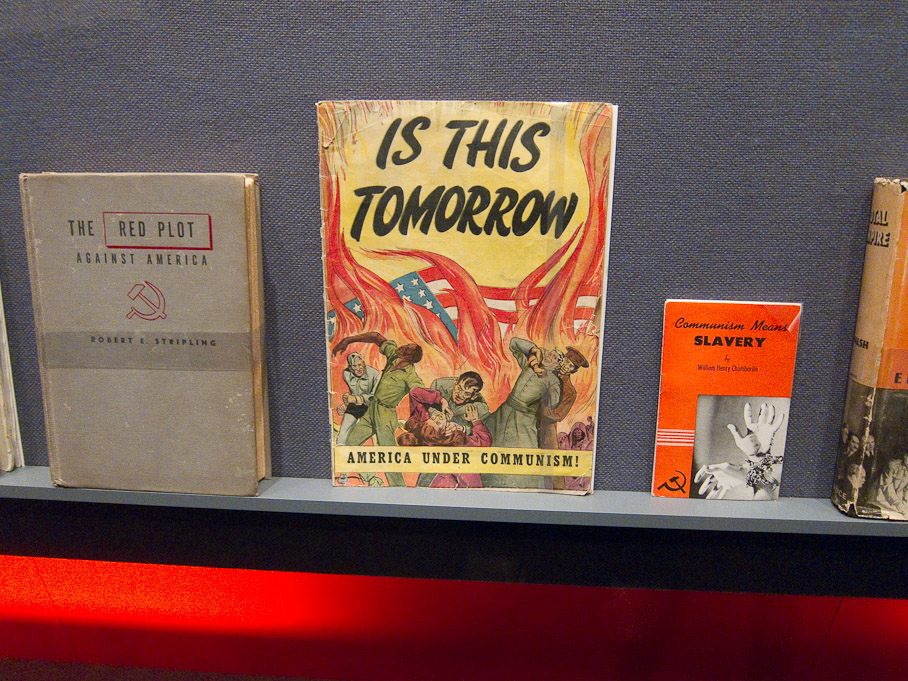 THE RED PLOT
AGAINST AMERICA
ROBERT E. STRIPLING
IS THIS
TOMORROW
AMERICA UNDER COMMUNISM!
Communism Means
SLAVERY
by
William Henry Chamberlin